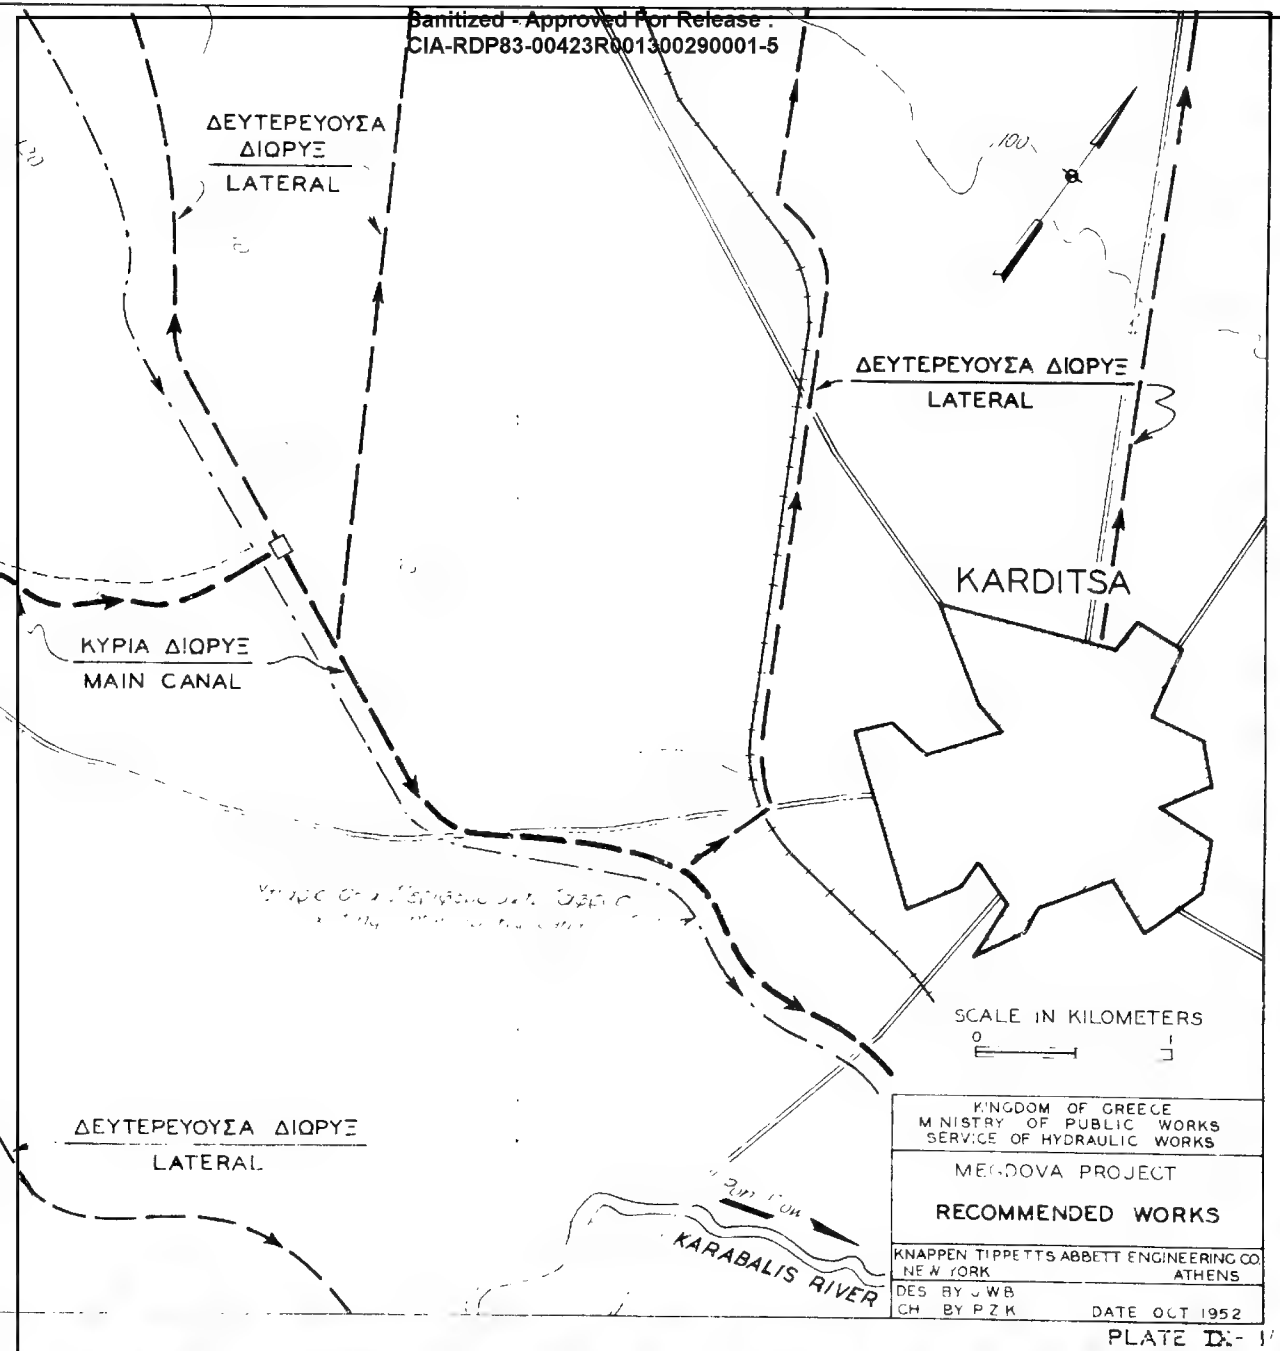 Sanitized - Approved For Release :
CIA-RDP83-00423R001300290001-5
ΔΕΥΤΕΡΕΥΟΥΣΑ
ΔΙΩΡΥΞ
LATERAL
100
ΔΕΥΤΕΡΕΥΟΥΣΑ ΔΙΩΡΥΞ
LATERAL
KARDITSA
ΚΥΡΙΑ ΔΙΩΡΥΞ
MAIN CANAL
SCALE IN KILOMETERS
0 1
ΔΕΥΤΕΡΕΥΟΥΣΑ ΔΙΩΡΥΞ
LATERAL
KARABALIS RIVER
KINGDOM OF GREECE
MINISTRY OF PUBLIC WORKS
SERVICE OF HYDRAULIC WORKS
MEGDOVA PROJECT
RECOMMENDED WORKS
KNAPPEN TIPPETTS ABBETT ENGINEERING CO.
NEW YORK ATHENS
DES BY J W B
CH BY P Z K DATE OCT 1952
PLATE